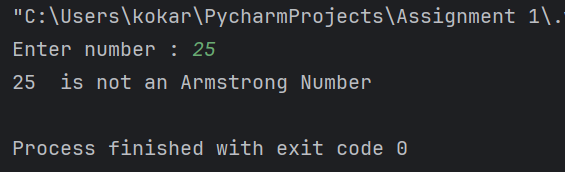 "C:\Users\kokar\PycharmProjects\Assignment 1\.
Enter number : 25
25  is not an Armstrong Number
Process finished with exit code 0